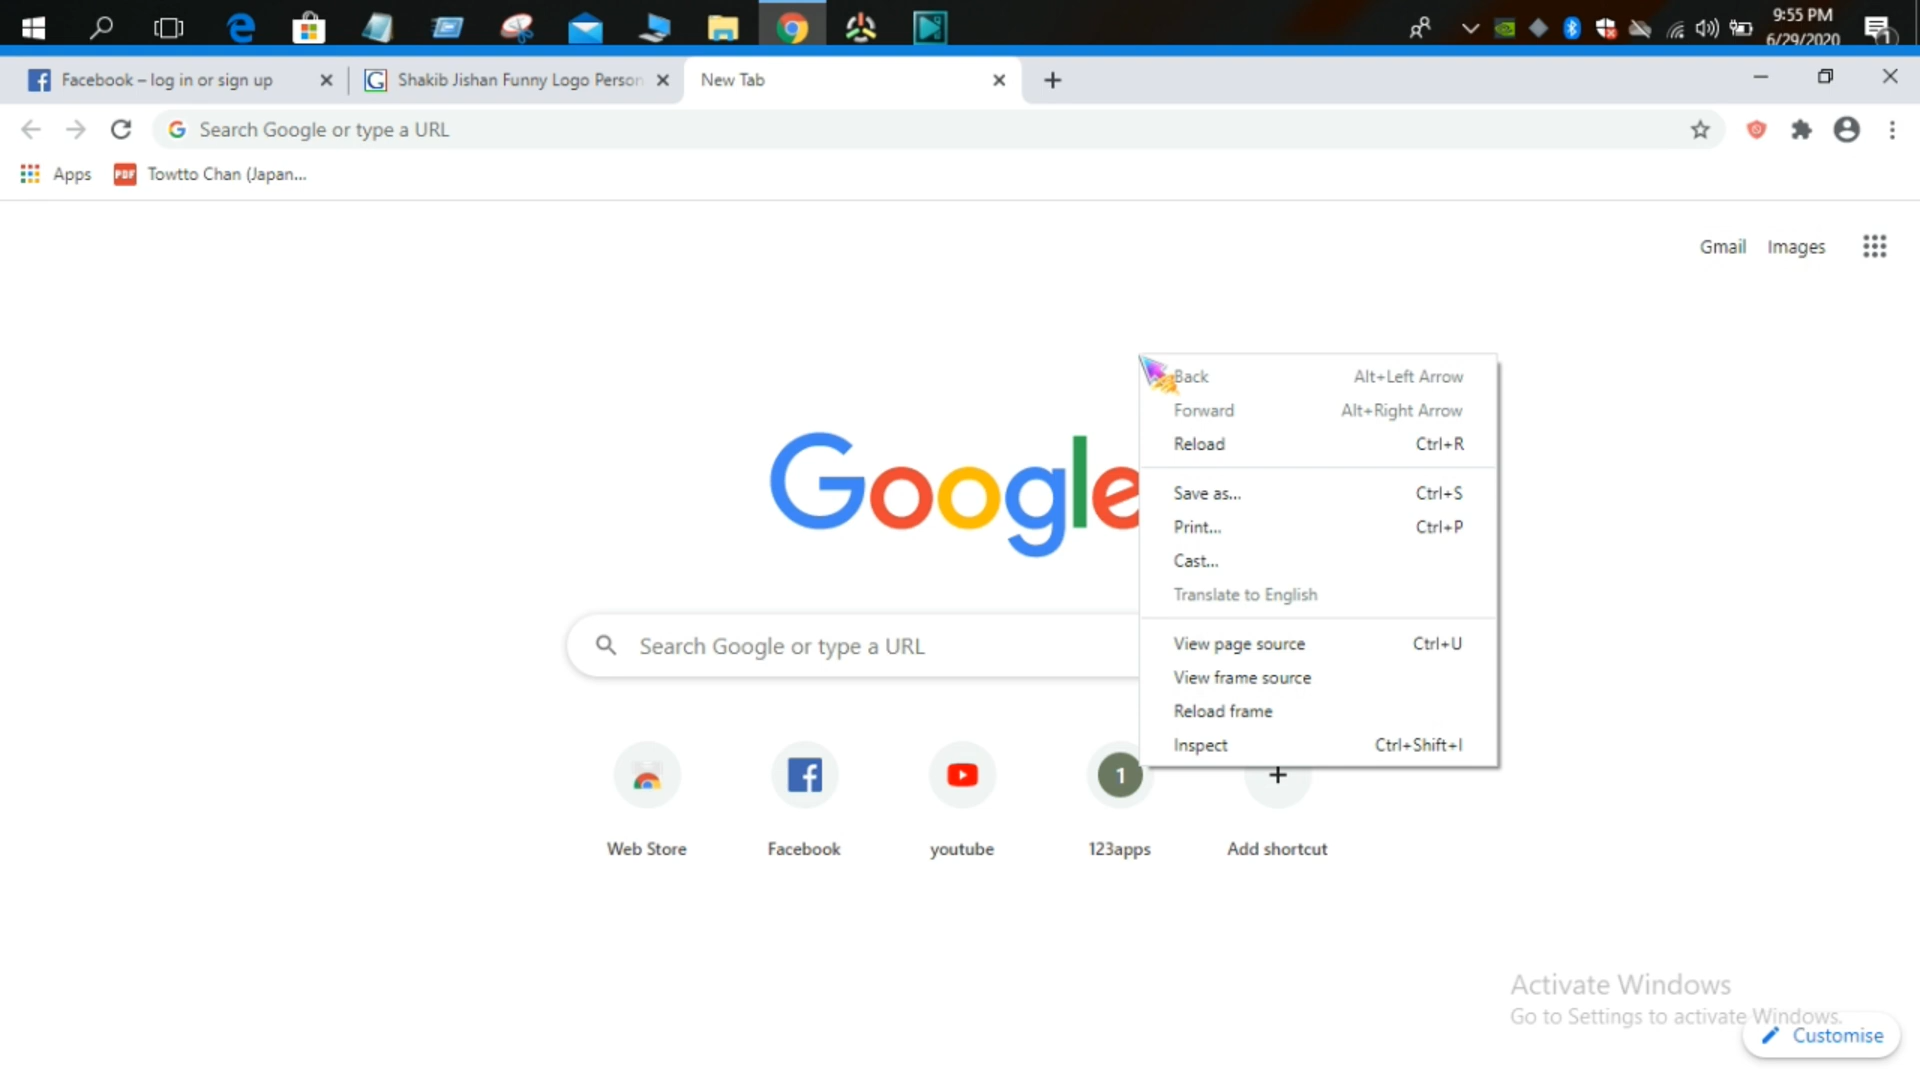 9:55 PM
6/29/2020
1
Facebook – log in or sign up
Shakib Jishan Funny Logo Person
New Tab
Search Google or type a URL
Apps
PDF
Towtto Chan (Japan...
Gmail
Images
Back Alt+Left Arrow
Forward Alt+Right Arrow
Reload Ctrl+R
Save as... Ctrl+S
Print... Ctrl+P
Cast...
Translate to English
View page source Ctrl+U
View frame source
Reload frame
Inspect Ctrl+Shift+I
Google
Search Google or type a URL
1
Web Store
Facebook
youtube
123apps
Add shortcut
Activate Windows
Go to Settings to activate Windows.
Customise